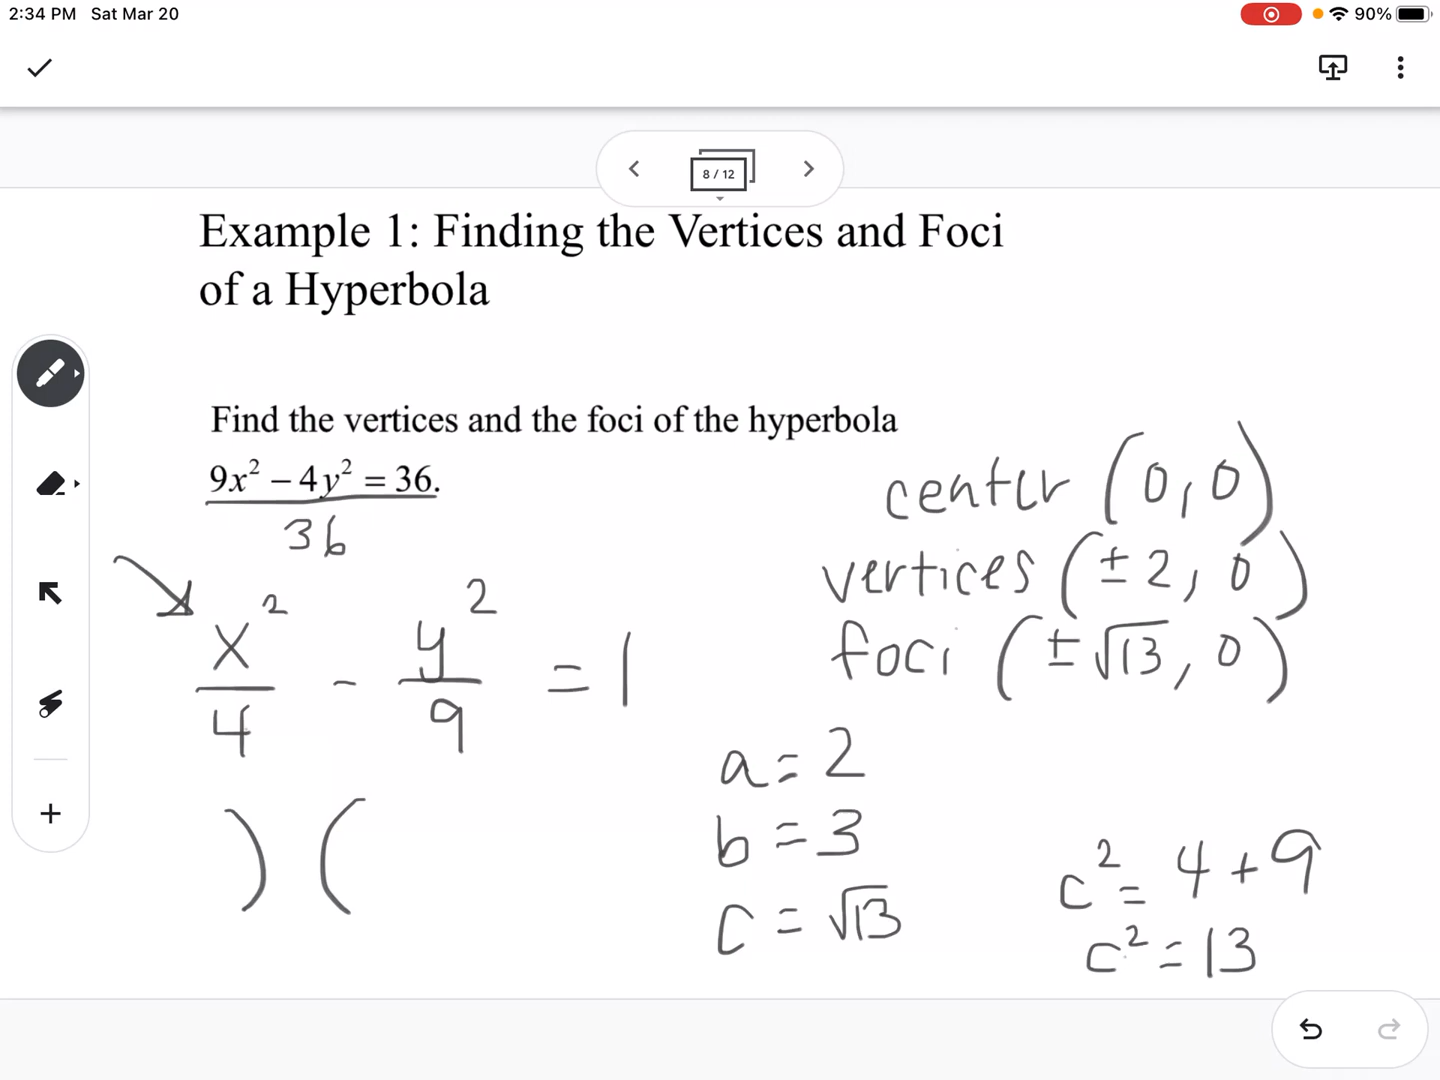 2:34 PM Sat Mar 20
90%
8 / 12
Example 1: Finding the Vertices and Foci
of a Hyperbola
Find the vertices and the foci of the hyperbola
9x² – 4y² = 36.
36
x²/4 - y²/9 = 1
) (
center (0,0)
vertices (±2, 0)
foci (±√13, 0)
a = 2
b = 3
c = √13
c² = 4 + 9
c² = 13